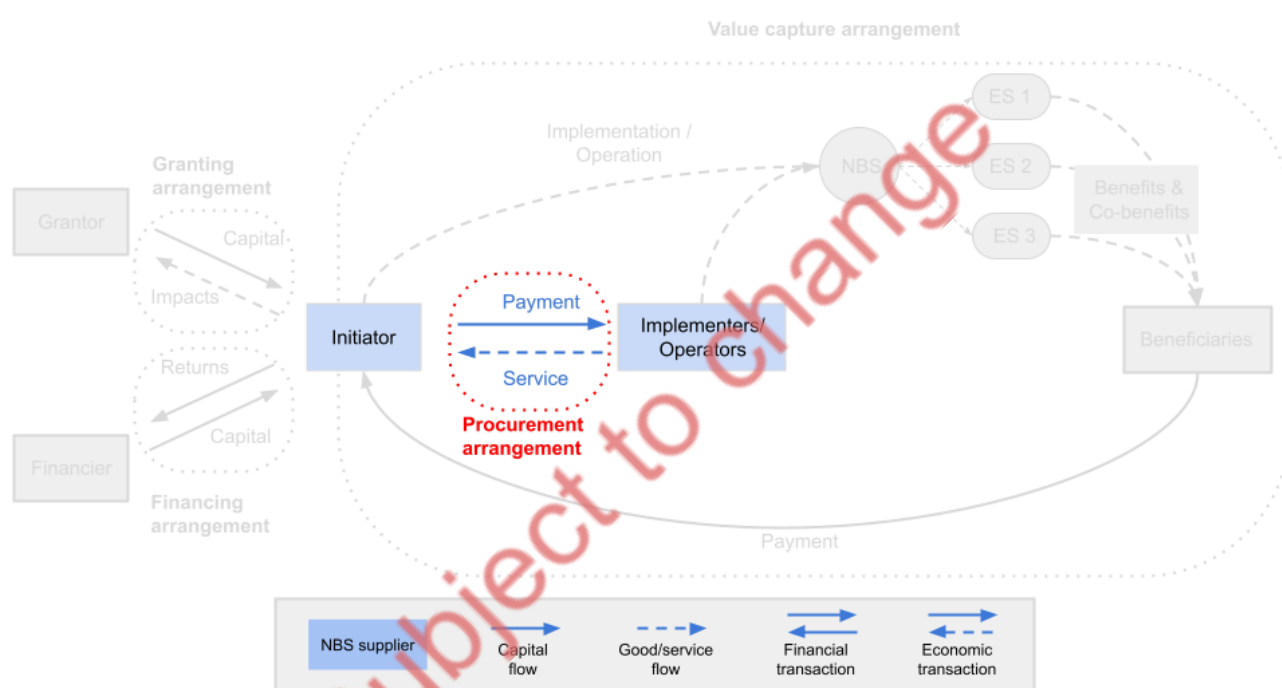 Value capture arrangement
Implementation /
Operation
ES 1
NBS
ES 2
ES 3
Benefits &
Co-benefits
Granting
arrangement
Grantor
Capital
Impacts
Initiator
Payment
Service
Implementers/
Operators
Beneficiaries
Procurement
arrangement
Returns
Capital
Financier
Financing
arrangement
Payment
subject to change
NBS supplier
Capital
flow
Good/service
flow
Financial
transaction
Economic
transaction